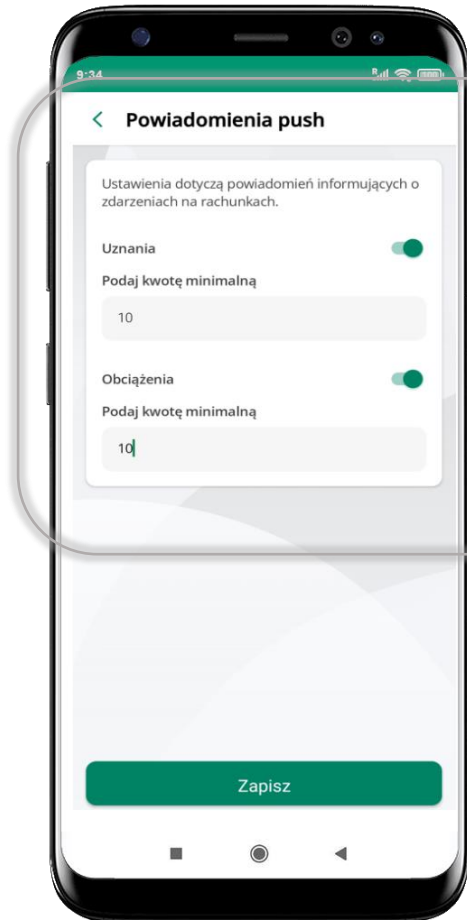 9:34
Powiadomienia push
Ustawienia dotyczą powiadomień informujących o
zdarzeniach na rachunkach.
Uznania
Podaj kwotę minimalną
10
Obciążenia
Podaj kwotę minimalną
10
Zapisz